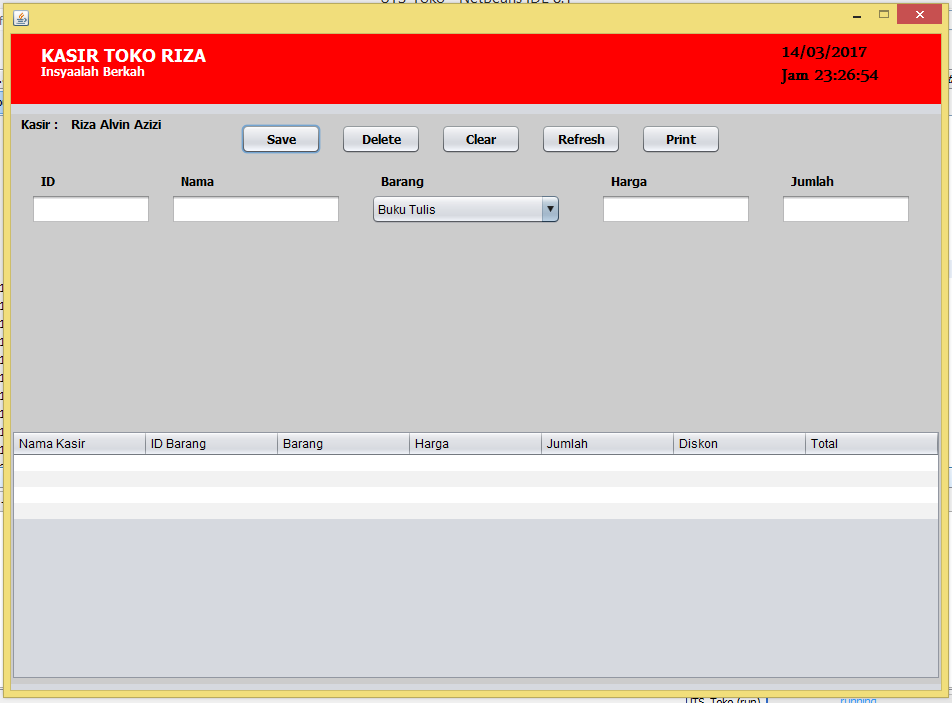 KASIR TOKO RIZA
Insyaalah Berkah
14/03/2017
Jam 23:26:54
Kasir : Riza Alvin Azizi
Save Delete Clear Refresh Print
ID Nama Barang Harga Jumlah
Buku Tulis
Nama Kasir ID Barang Barang Harga Jumlah Diskon Total
UTS_Toko (run)
running